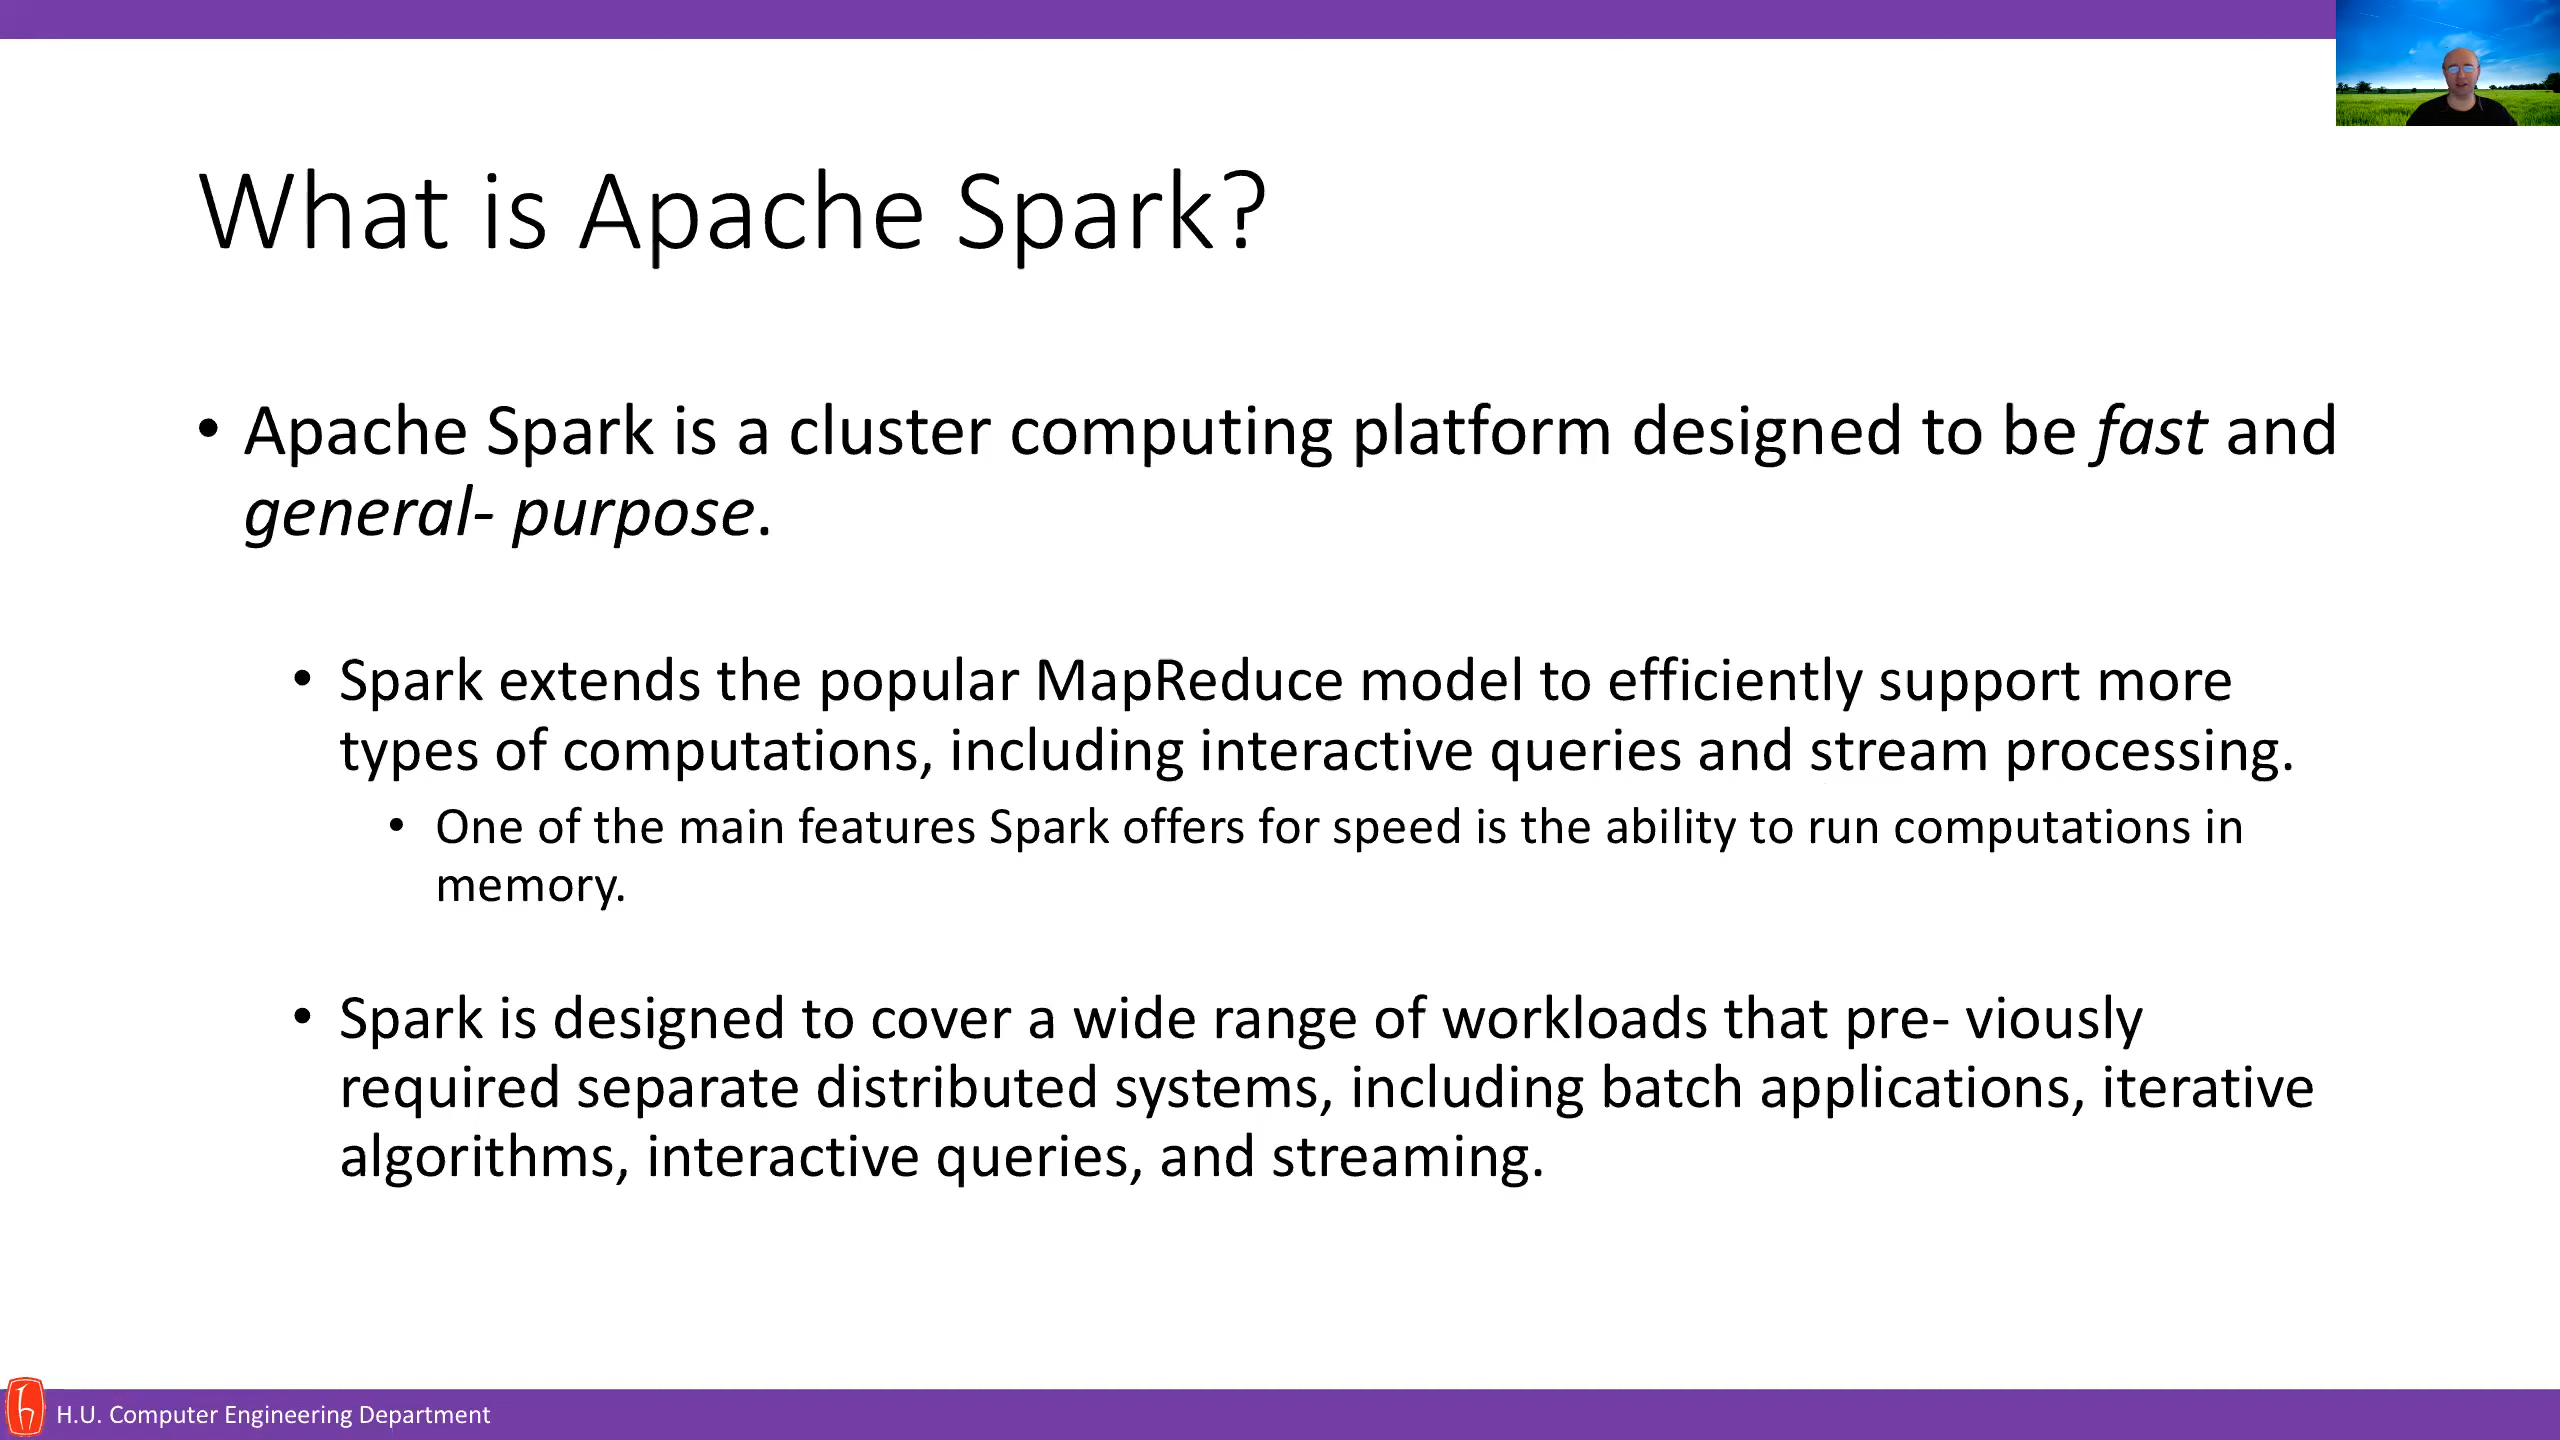 What is Apache Spark?
• Apache Spark is a cluster computing platform designed to be fast and
general- purpose.
• Spark extends the popular MapReduce model to efficiently support more
types of computations, including interactive queries and stream processing.
• One of the main features Spark offers for speed is the ability to run computations in
memory.
• Spark is designed to cover a wide range of workloads that pre- viously
required separate distributed systems, including batch applications, iterative
algorithms, interactive queries, and streaming.
H.U. Computer Engineering Department